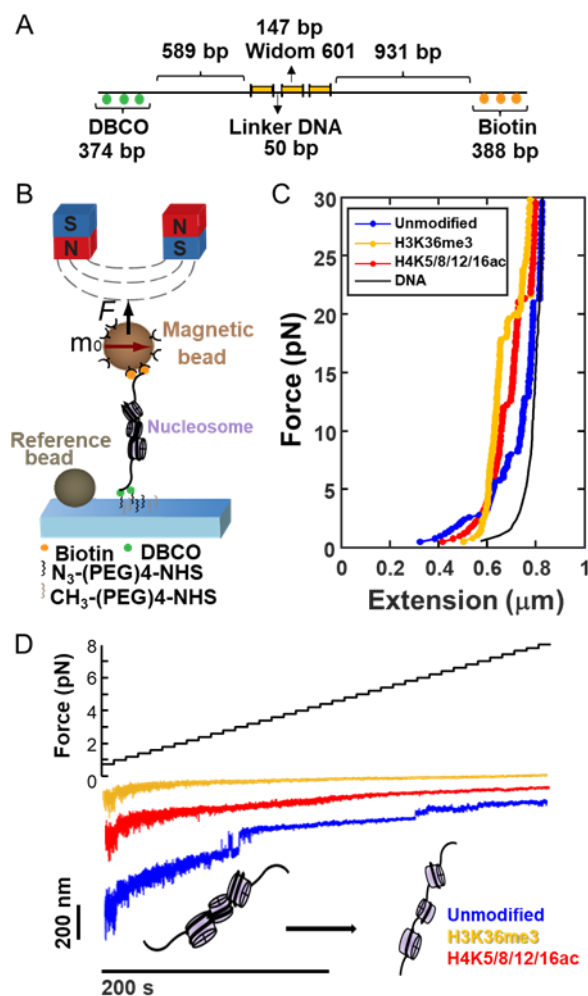 A
147 bp
589 bp
Widom 601
931 bp
DBCO
374 bp
Linker DNA
50 bp
Biotin
388 bp
B
S
N
N
S
F
m0
Magnetic
bead
Nucleosome
Reference
bead
Biotin
DBCO
N3-(PEG)4-NHS
CH3-(PEG)4-NHS
C
30
25
20
15
10
5
0
Force (pN)
Unmodified
H3K36me3
H4K5/8/12/16ac
DNA
0 0.2 0.4 0.6 0.8 1
Extension (μm)
D
8
6
4
2
0
Force (pN)
200 nm
200 s
Unmodified
H3K36me3
H4K5/8/12/16ac